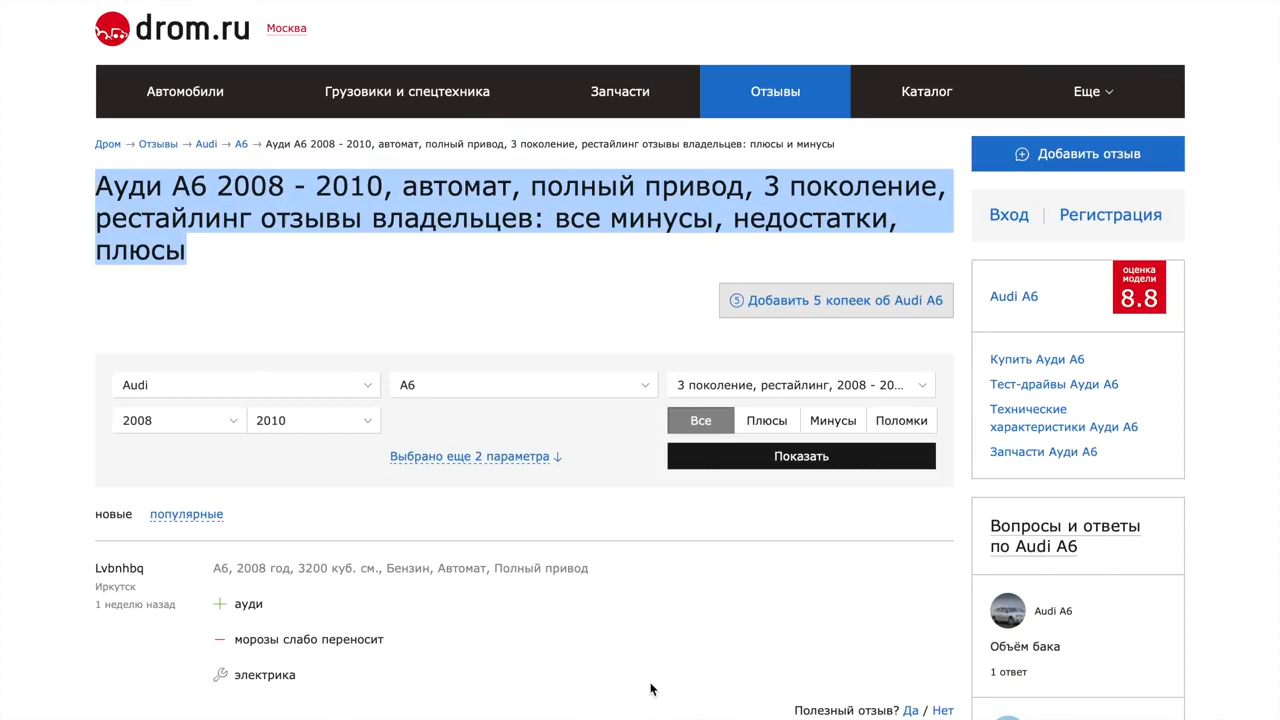 drom.ru
Москва
Автомобили
Грузовики и спецтехника
Запчасти
Отзывы
Каталог
Еще
Дром → Отзывы → Audi → A6 → Ауди А6 2008 - 2010, автомат, полный привод, 3 поколение, рестайлинг отзывы владельцев: плюсы и минусы
Ауди А6 2008 - 2010, автомат, полный привод, 3 поколение,
рестайлинг отзывы владельцев: все минусы, недостатки,
плюсы
5 Добавить 5 копеек об Audi A6
Audi
A6
3 поколение, рестайлинг, 2008 - 20...
2008
2010
Все
Плюсы
Минусы
Поломки
Выбрано еще 2 параметра ↓
Показать
новые
популярные
Lvbnhbq
Иркутск
1 неделю назад
A6, 2008 год, 3200 куб. см., Бензин, Автомат, Полный привод
+ ауди
− морозы слабо переносит
электрика
Полезный отзыв? Да / Нет
Добавить отзыв
Вход | Регистрация
Audi A6
оценка
модели
8.8
Купить Ауди А6
Тест-драйвы Ауди А6
Технические
характеристики Ауди А6
Запчасти Ауди А6
Вопросы и ответы
по Audi A6
Audi A6
Объём бака
1 ответ